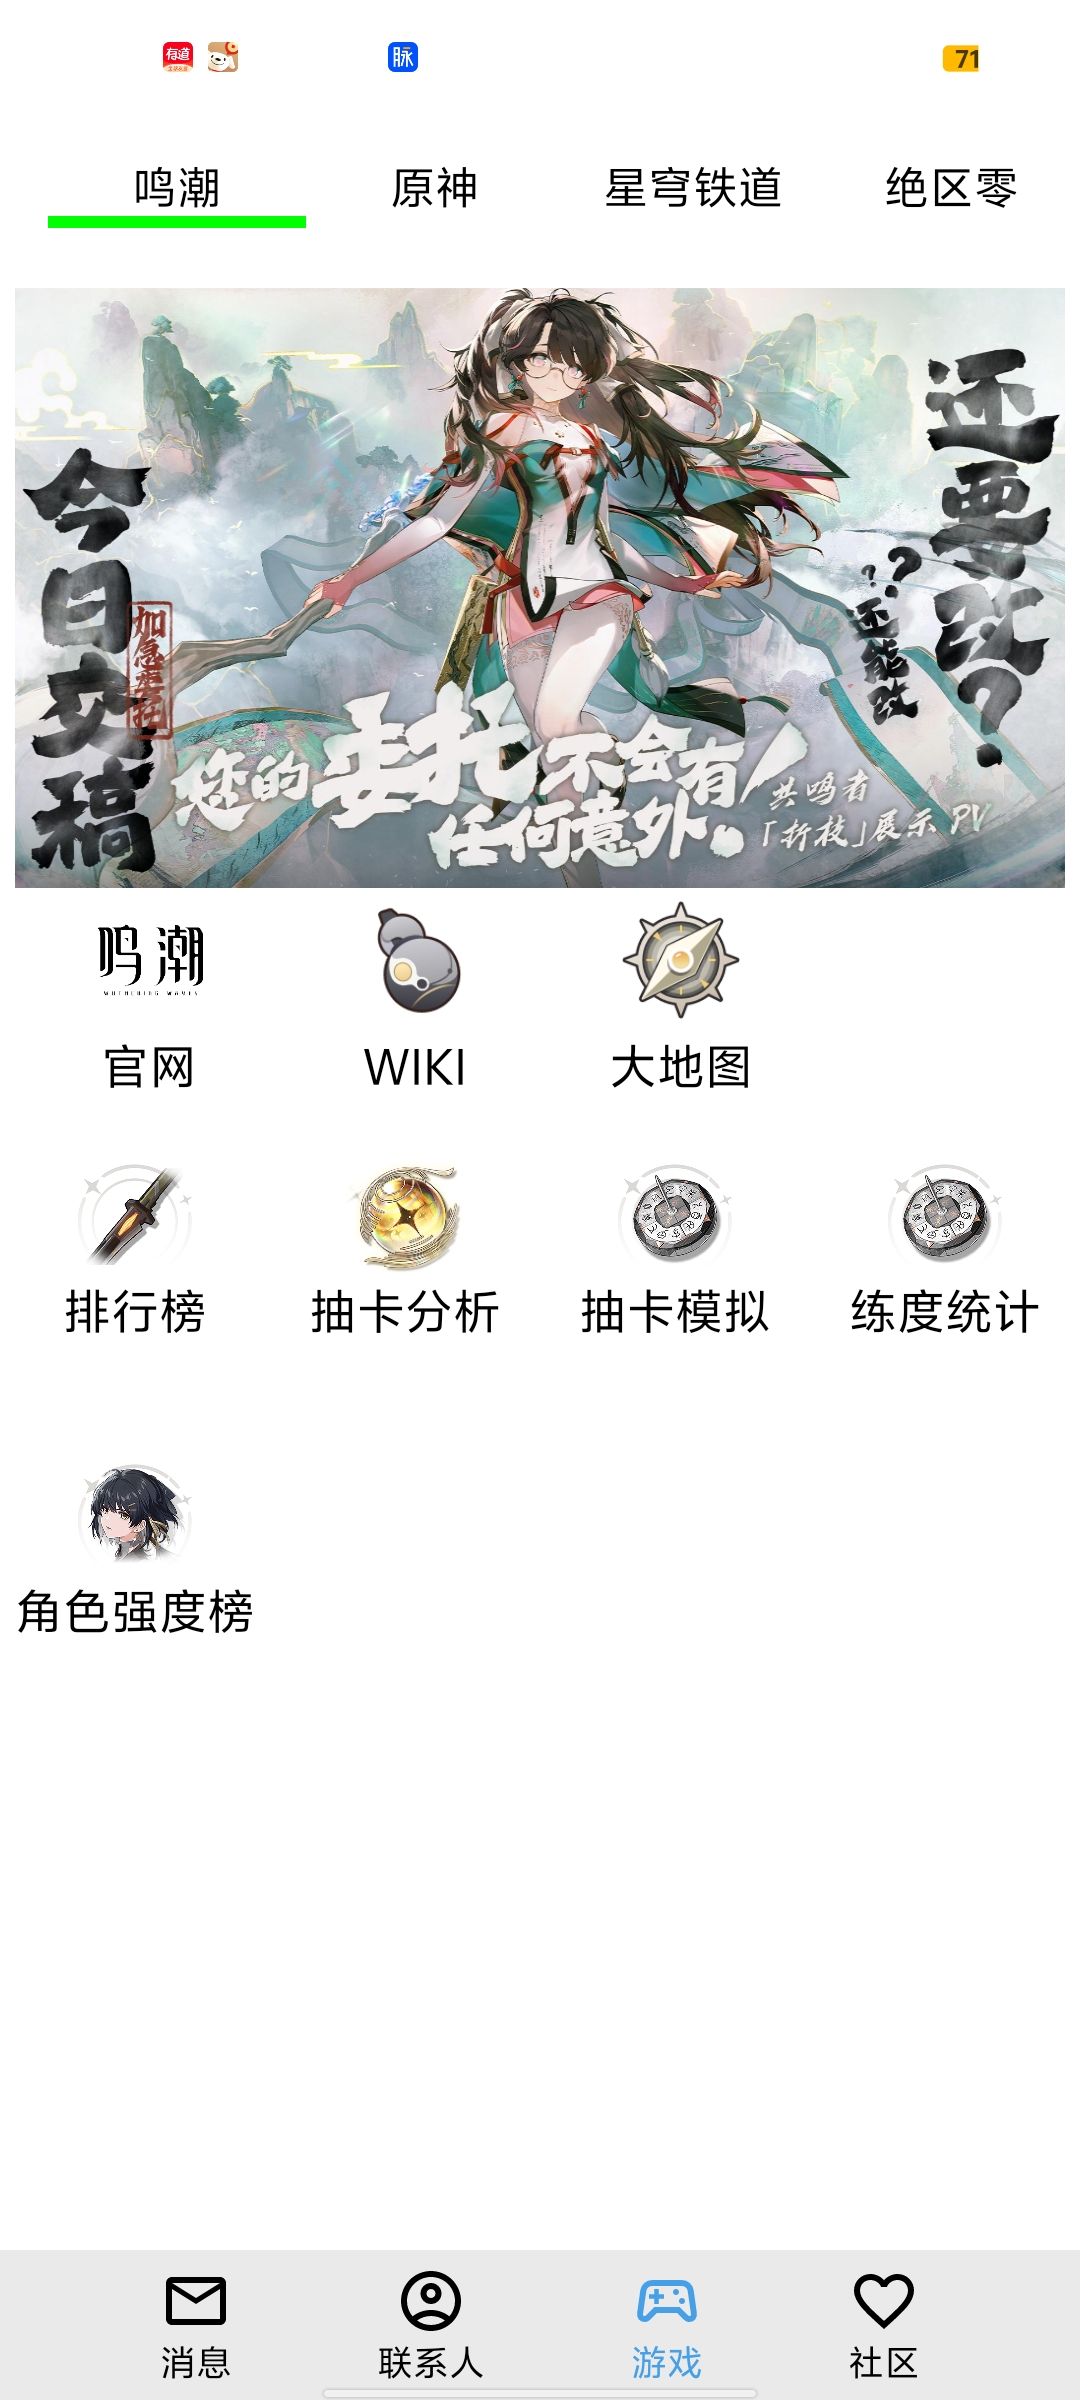 有道
脉
71
鸣潮
原神
星穹铁道
绝区零
今日交稿
加急委托
还要改?
??还能改
您的委托不会有
任何意外!
共鸣者
「折枝」展示 PV
鸣潮
WUTHERING WAVES
官网
WIKI
大地图
排行榜
抽卡分析
抽卡模拟
练度统计
角色强度榜
消息
联系人
游戏
社区